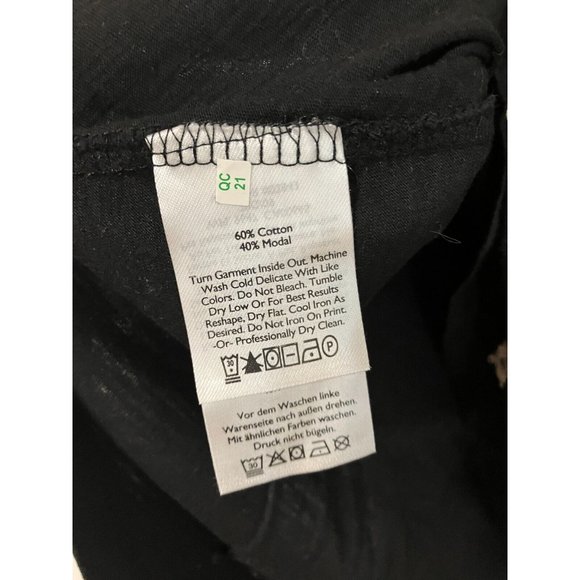 QC
21
60% Cotton
40% Modal
Turn Garment Inside Out. Machine
Wash Cold Delicate With Like
Colors. Do Not Bleach. Tumble
Dry Low Or For Best Results
Reshape, Dry Flat. Cool Iron As
Desired. Do Not Iron On Print.
-Or- Professionally Dry Clean.
30
P
Vor dem Waschen linke
Warenseite nach außen drehen.
Mit ähnlichen Farben waschen.
Druck nicht bügeln.
30